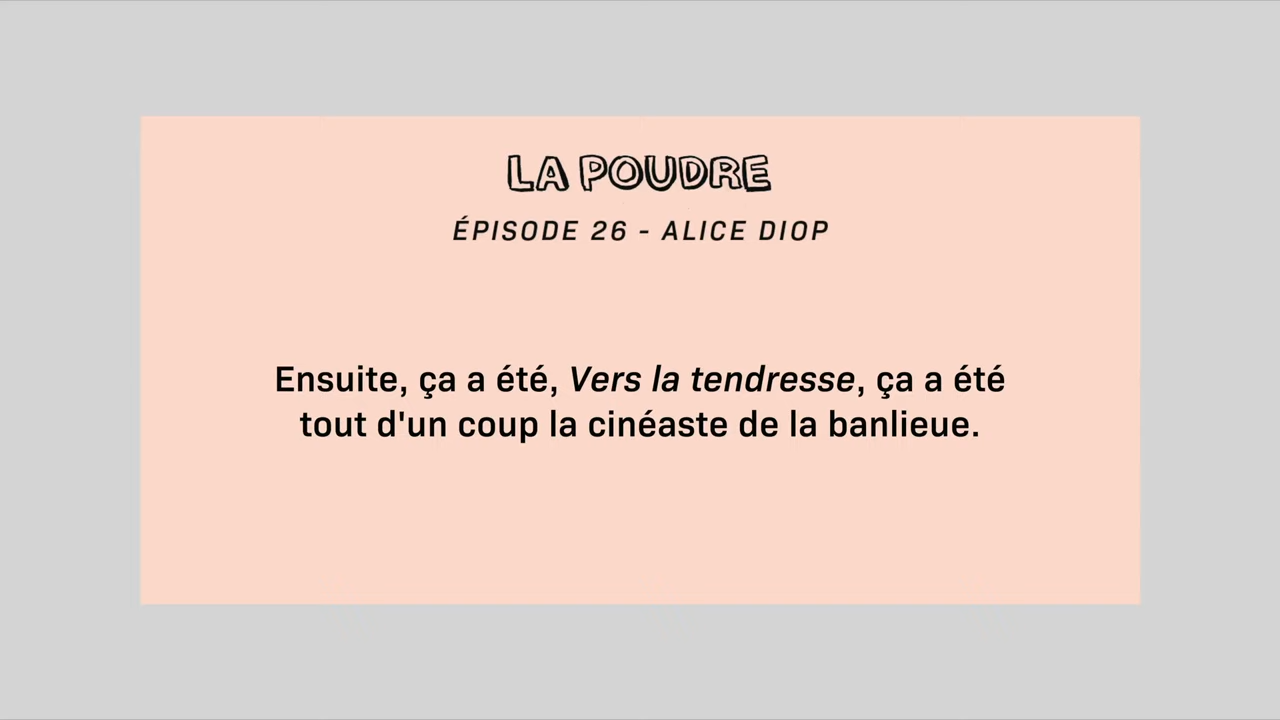 LA POUDRE
ÉPISODE 26 - ALICE DIOP
Ensuite, ça a été, Vers la tendresse, ça a été
tout d'un coup la cinéaste de la banlieue.